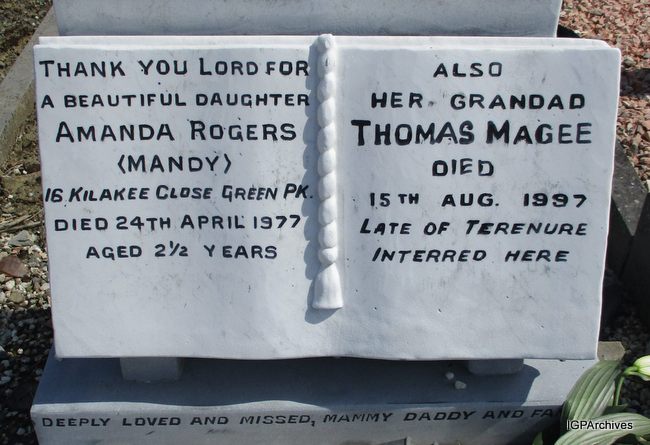 THANK YOU LORD FOR
A BEAUTIFUL DAUGHTER
AMANDA ROGERS
(MANDY)
16 KILAKEE CLOSE GREEN PK.
DIED 24TH APRIL 1977
AGED 2½ YEARS
ALSO
HER GRANDAD
THOMAS MAGEE
DIED
15TH AUG. 1997
LATE OF TERENURE
INTERRED HERE
DEEPLY LOVED AND MISSED, MAMMY DADDY AND
IGPArchives